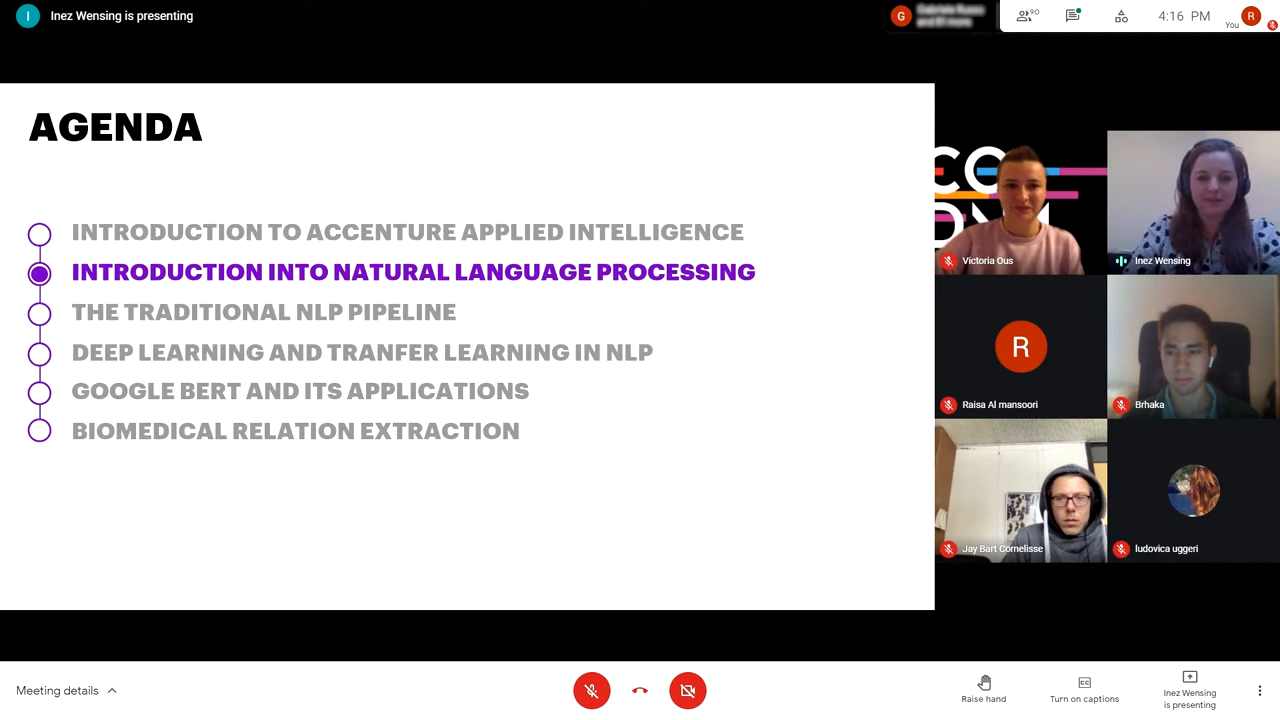 I
Inez Wensing is presenting
G
90
4:16 PM
You
R
AGENDA
INTRODUCTION TO ACCENTURE APPLIED INTELLIGENCE
INTRODUCTION INTO NATURAL LANGUAGE PROCESSING
THE TRADITIONAL NLP PIPELINE
DEEP LEARNING AND TRANFER LEARNING IN NLP
GOOGLE BERT AND ITS APPLICATIONS
BIOMEDICAL RELATION EXTRACTION
Victoria Ous
Inez Wensing
R
Raisa Al mansoori
Brhaka
Jay Bart Cornelisse
ludovica uggeri
Meeting details
Raise hand
CC
Turn on captions
Inez Wensing
is presenting